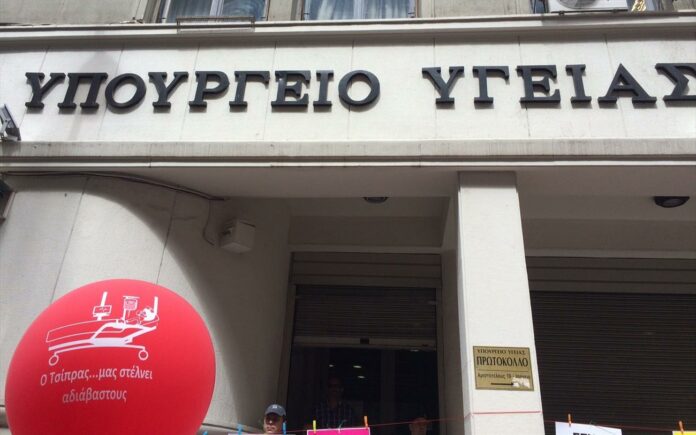 ΥΠΟΥΡΓΕΙΟ ΥΓΕΙΑΣ
Ο Τσίπρας...μας στέλνει
αδιάβαστους
ΥΠΟΥΡΓΕΙΟ ΥΓΕΙΑΣ
ΠΡΩΤΟΚΟΛΛΟ